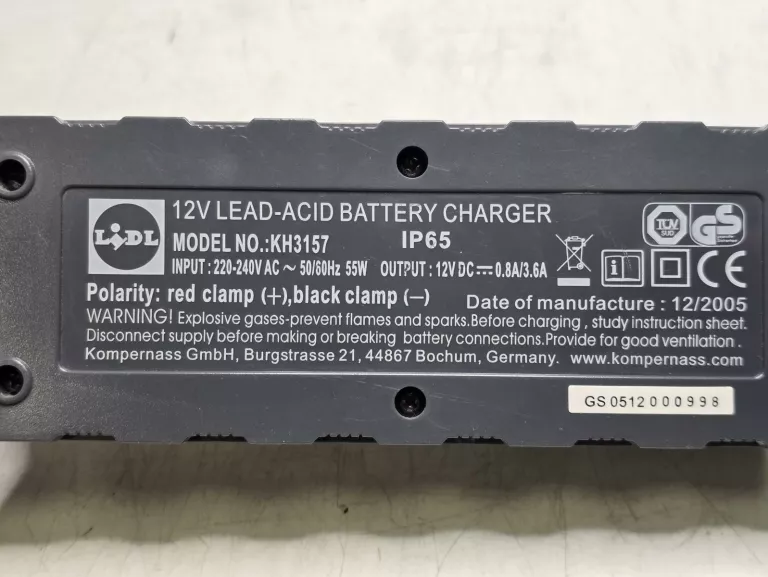 LIDL
12V LEAD-ACID BATTERY CHARGER
MODEL NO.:KH3157 IP65
INPUT : 220-240V AC ~ 50/60Hz 55W OUTPUT : 12V DC ⎓ 0.8A/3.6A
TÜV SÜD GS
i CE
Polarity: red clamp (+),black clamp (—)
Date of manufacture : 12/2005
WARNING! Explosive gases-prevent flames and sparks.Before charging , study instruction sheet.
Disconnect supply before making or breaking battery connections.Provide for good ventilation .
Kompernass GmbH, Burgstrasse 21, 44867 Bochum, Germany. www.kompernass.com
GS 0512 000998